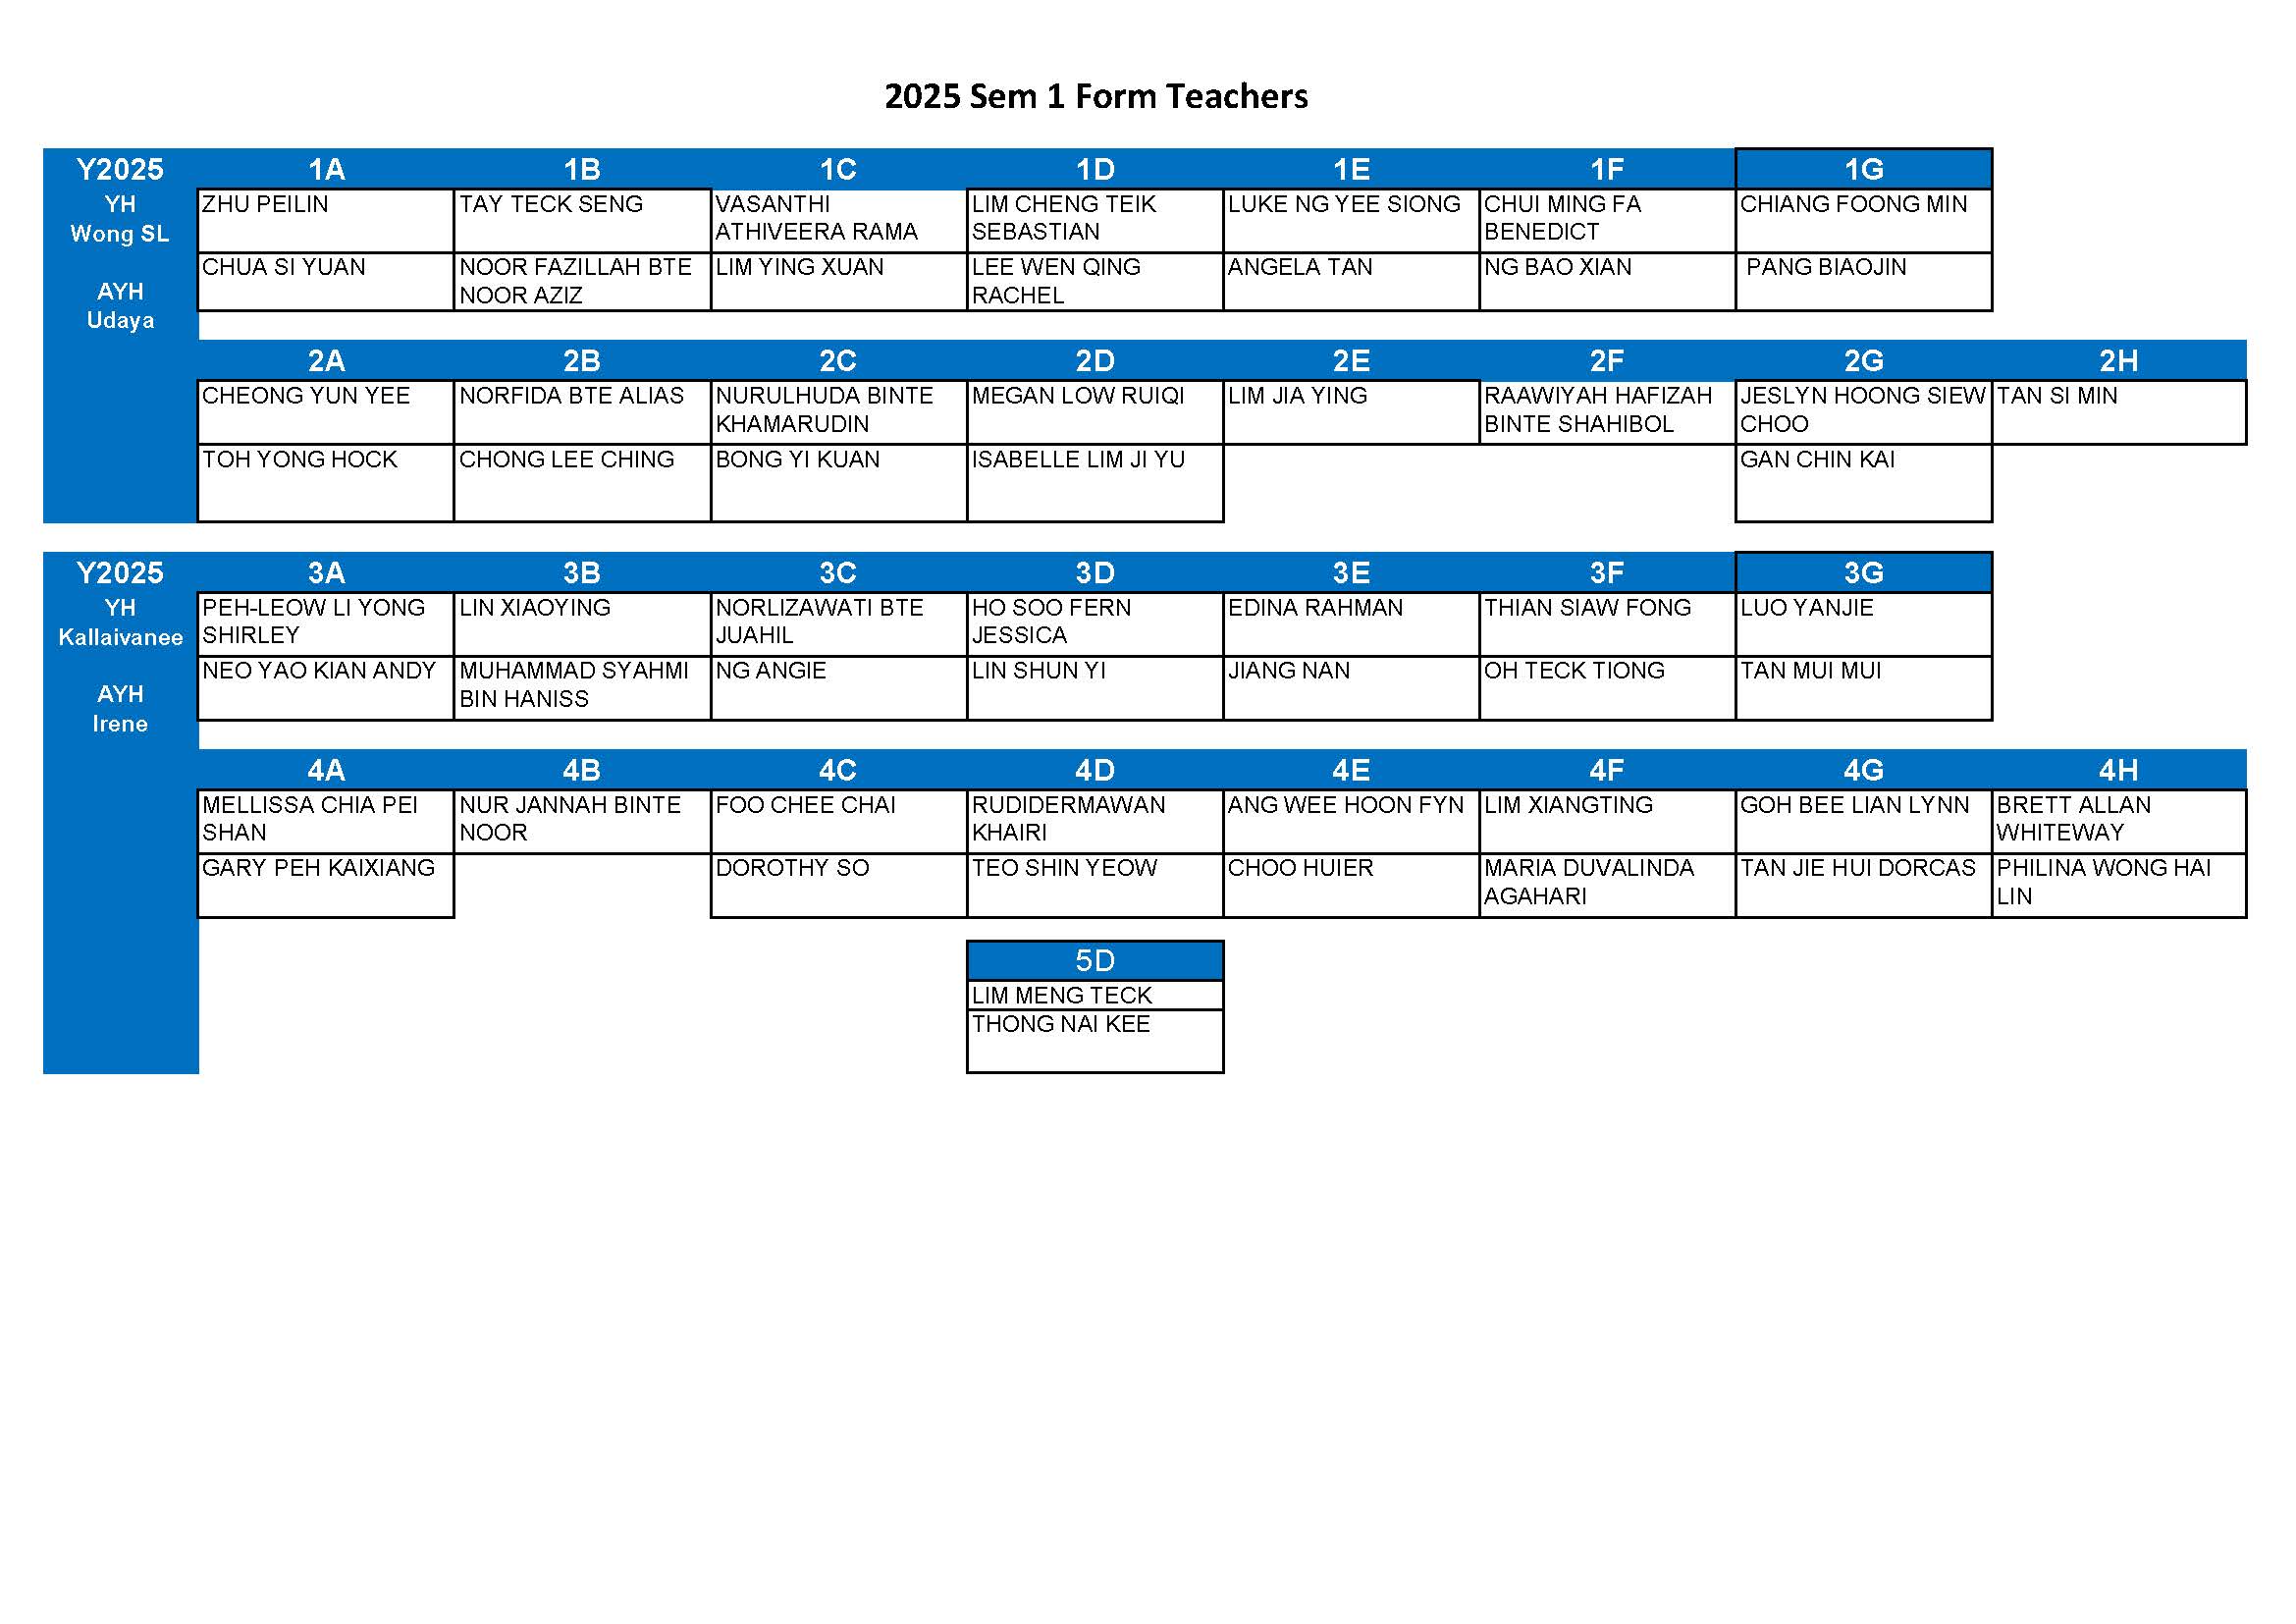 2025 Sem 1 Form Teachers
Y2025 1A 1B 1C 1D 1E 1F 1G
YH
Wong SL
AYH
Udaya
ZHU PEILIN
TAY TECK SENG
VASANTHI
ATHIVEERA RAMA
LIM CHENG TEIK
SEBASTIAN
LUKE NG YEE SIONG
CHUI MING FA
BENEDICT
CHIANG FOONG MIN
CHUA SI YUAN
NOOR FAZILLAH BTE
NOOR AZIZ
LIM YING XUAN
LEE WEN QING
RACHEL
ANGELA TAN
NG BAO XIAN
PANG BIAOJIN
2A 2B 2C 2D 2E 2F 2G 2H
CHEONG YUN YEE
NORFIDA BTE ALIAS
NURULHUDA BINTE
KHAMARUDIN
MEGAN LOW RUIQI
LIM JIA YING
RAAWIYAH HAFIZAH
BINTE SHAHIBOL
JESLYN HOONG SIEW
CHOO
TAN SI MIN
TOH YONG HOCK
CHONG LEE CHING
BONG YI KUAN
ISABELLE LIM JI YU
GAN CHIN KAI
Y2025 3A 3B 3C 3D 3E 3F 3G
YH
Kallaivanee
AYH
Irene
PEH-LEOW LI YONG
SHIRLEY
LIN XIAOYING
NORLIZAWATI BTE
JUAHIL
HO SOO FERN
JESSICA
EDINA RAHMAN
THIAN SIAW FONG
LUO YANJIE
NEO YAO KIAN ANDY
MUHAMMAD SYAHMI
BIN HANISS
NG ANGIE
LIN SHUN YI
JIANG NAN
OH TECK TIONG
TAN MUI MUI
4A 4B 4C 4D 4E 4F 4G 4H
MELLISSA CHIA PEI
SHAN
NUR JANNAH BINTE
NOOR
FOO CHEE CHAI
RUDIDERMAWAN
KHAIRI
ANG WEE HOON FYN
LIM XIANGTING
GOH BEE LIAN LYNN
BRETT ALLAN
WHITEWAY
GARY PEH KAIXIANG
DOROTHY SO
TEO SHIN YEOW
CHOO HUIER
MARIA DUVALINDA
AGAHARI
TAN JIE HUI DORCAS
PHILINA WONG HAI
LIN
5D
LIM MENG TECK
THONG NAI KEE